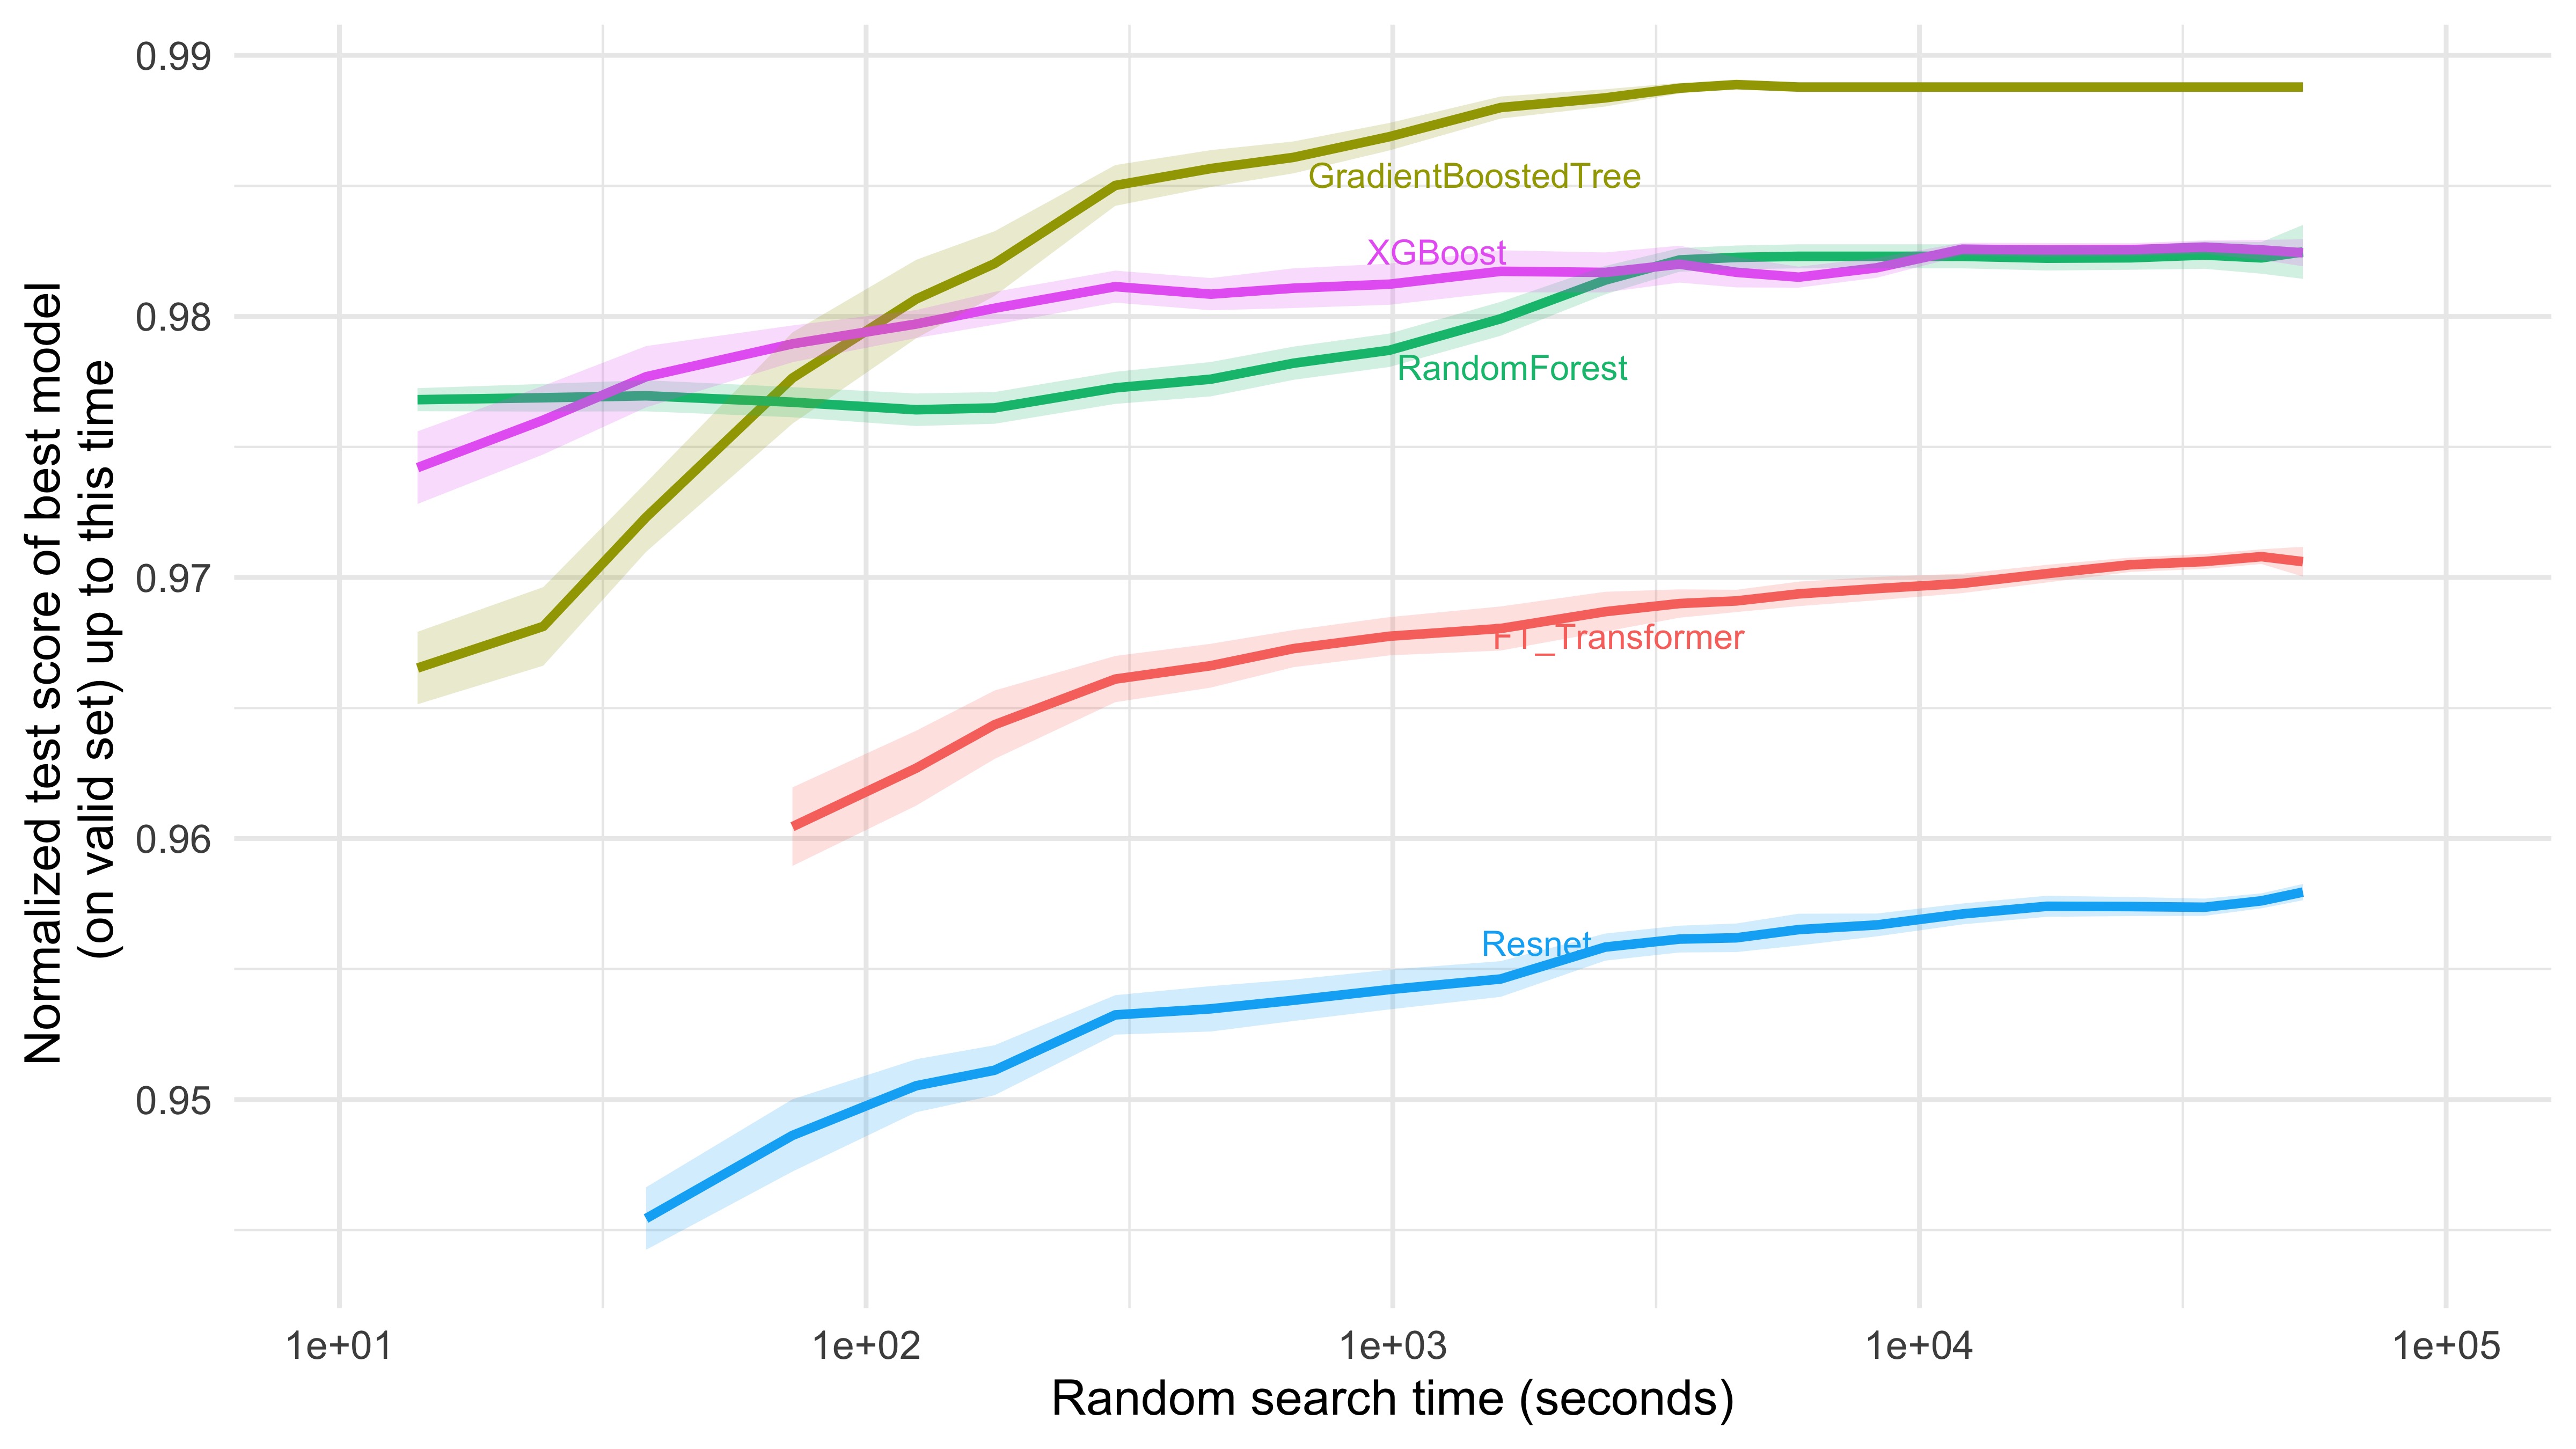 Normalized test score of best model
(on valid set) up to this time
0.99
0.98
0.97
0.96
0.95
GradientBoostedTree
XGBoost
RandomForest
FT_Transformer
Resnet
1e+01
1e+02
1e+03
1e+04
1e+05
Random search time (seconds)